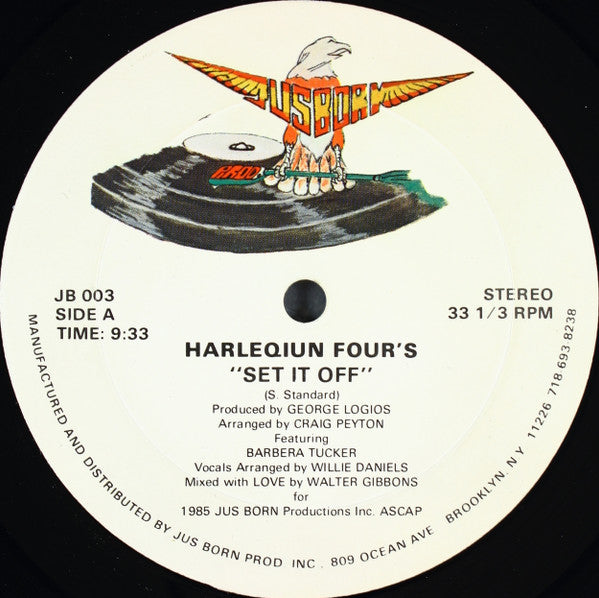 JUS BORN
PROD
JB 003
SIDE A
TIME: 9:33
STEREO
33 1/3 RPM
HARLEQIUN FOUR'S
"SET IT OFF"
(S. Standard)
Produced by GEORGE LOGIOS
Arranged by CRAIG PEYTON
Featuring
BARBERA TUCKER
Vocals Arranged by WILLIE DANIELS
Mixed with LOVE by WALTER GIBBONS
for
1985 JUS BORN Productions Inc. ASCAP
MANUFACTURED AND DISTRIBUTED BY JUS BORN PROD INC. 809 OCEAN AVE BROOKLYN, N.Y 11226 718-693-8238